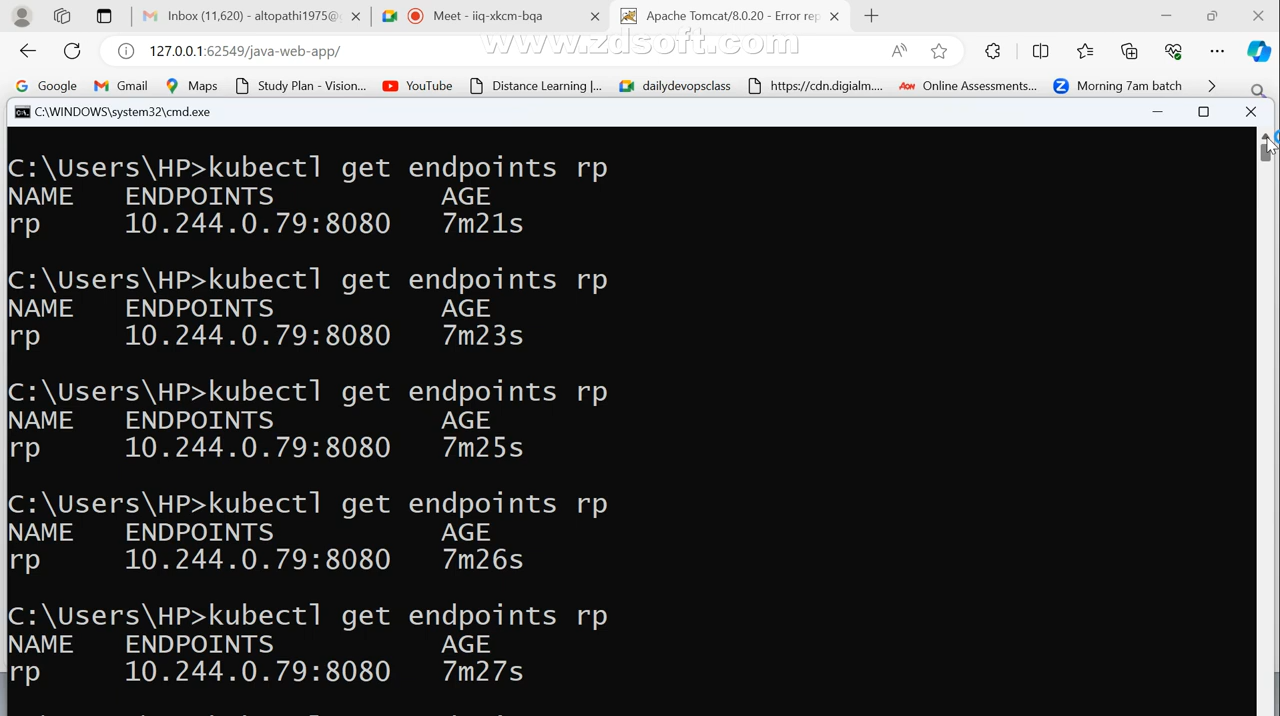 Inbox (11,620) - altopathi1975@g
Meet - iiq-xkcm-bqa
Apache Tomcat/8.0.20 - Error rep
127.0.0.1:62549/java-web-app/
www.zdsoft.com
Google
Gmail
Maps
Study Plan - Vision...
YouTube
Distance Learning |...
dailydevopsclass
https://cdn.digialm....
AON
Online Assessments...
Morning 7am batch
C:\WINDOWS\system32\cmd.exe
C:\Users\HP>kubectl get endpoints rp
NAME ENDPOINTS AGE
rp 10.244.0.79:8080 7m21s
C:\Users\HP>kubectl get endpoints rp
NAME ENDPOINTS AGE
rp 10.244.0.79:8080 7m23s
C:\Users\HP>kubectl get endpoints rp
NAME ENDPOINTS AGE
rp 10.244.0.79:8080 7m25s
C:\Users\HP>kubectl get endpoints rp
NAME ENDPOINTS AGE
rp 10.244.0.79:8080 7m26s
C:\Users\HP>kubectl get endpoints rp
NAME ENDPOINTS AGE
rp 10.244.0.79:8080 7m27s